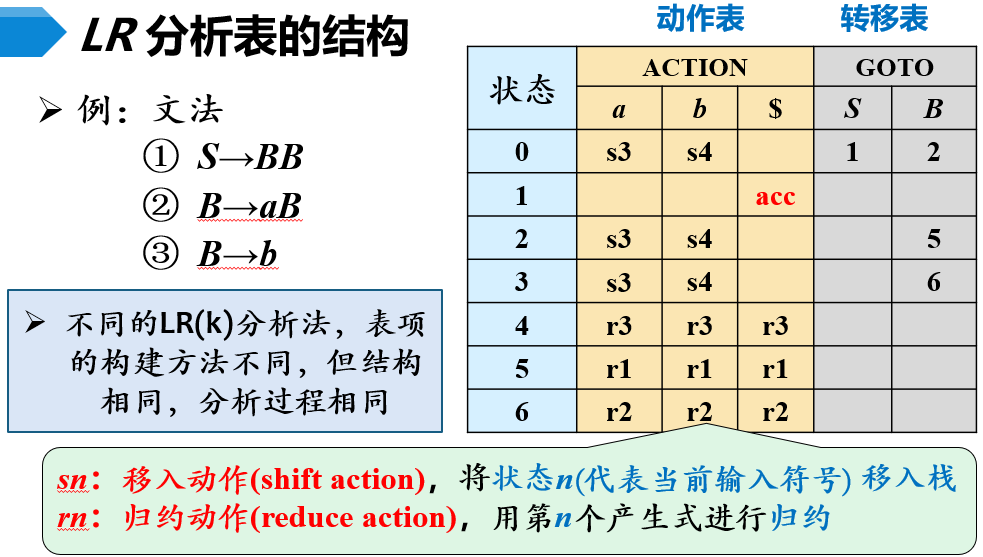 LR 分析表的结构
➢ 例：文法
① S→BB
② B→aB
③ B→b
➢ 不同的LR(k)分析法，表项
的构建方法不同，但结构
相同，分析过程相同
动作表 转移表
状态 ACTION GOTO
a b $ S B
0 s3 s4 1 2
1 acc
2 s3 s4 5
3 s3 s4 6
4 r3 r3 r3
5 r1 r1 r1
6 r2 r2 r2
sn：移入动作(shift action)，将状态n(代表当前输入符号) 移入栈
rn：归约动作(reduce action)，用第n个产生式进行归约